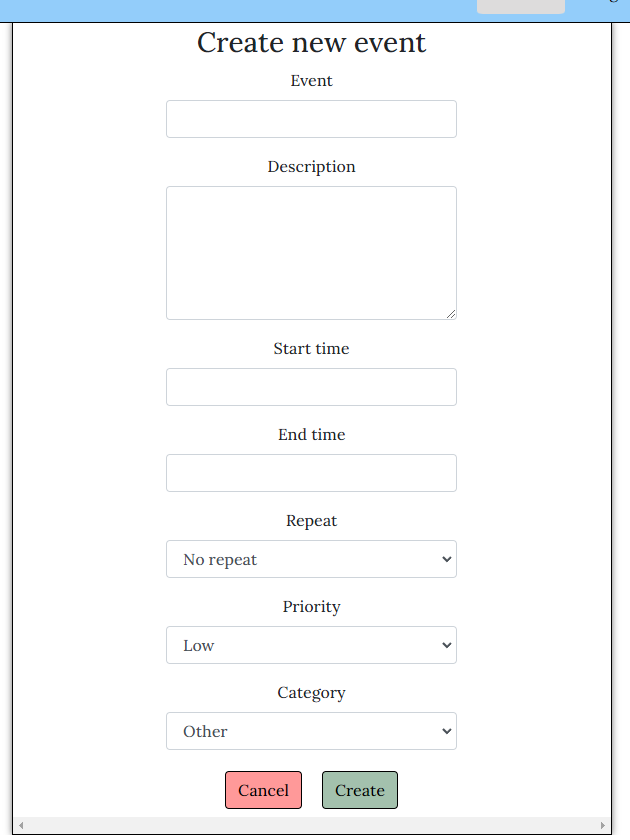 Create new event
Event
Description
Start time
End time
Repeat
No repeat
Priority
Low
Category
Other
Cancel
Create